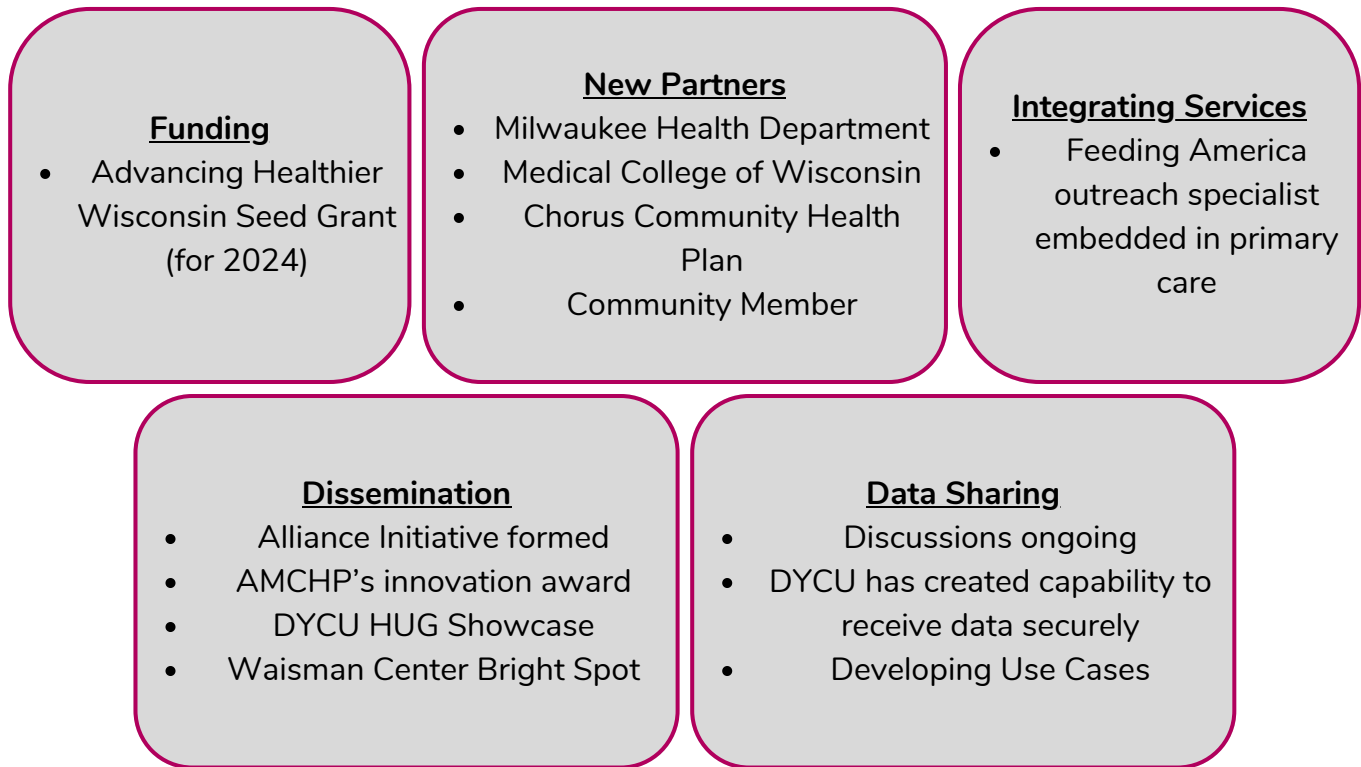 Funding
• Advancing Healthier
Wisconsin Seed Grant
(for 2024)
New Partners
• Milwaukee Health Department
• Medical College of Wisconsin
• Chorus Community Health
Plan
• Community Member
Integrating Services
• Feeding America
outreach specialist
embedded in primary
care
Dissemination
• Alliance Initiative formed
• AMCHP’s innovation award
• DYCU HUG Showcase
• Waisman Center Bright Spot
Data Sharing
• Discussions ongoing
• DYCU has created capability to
receive data securely
• Developing Use Cases